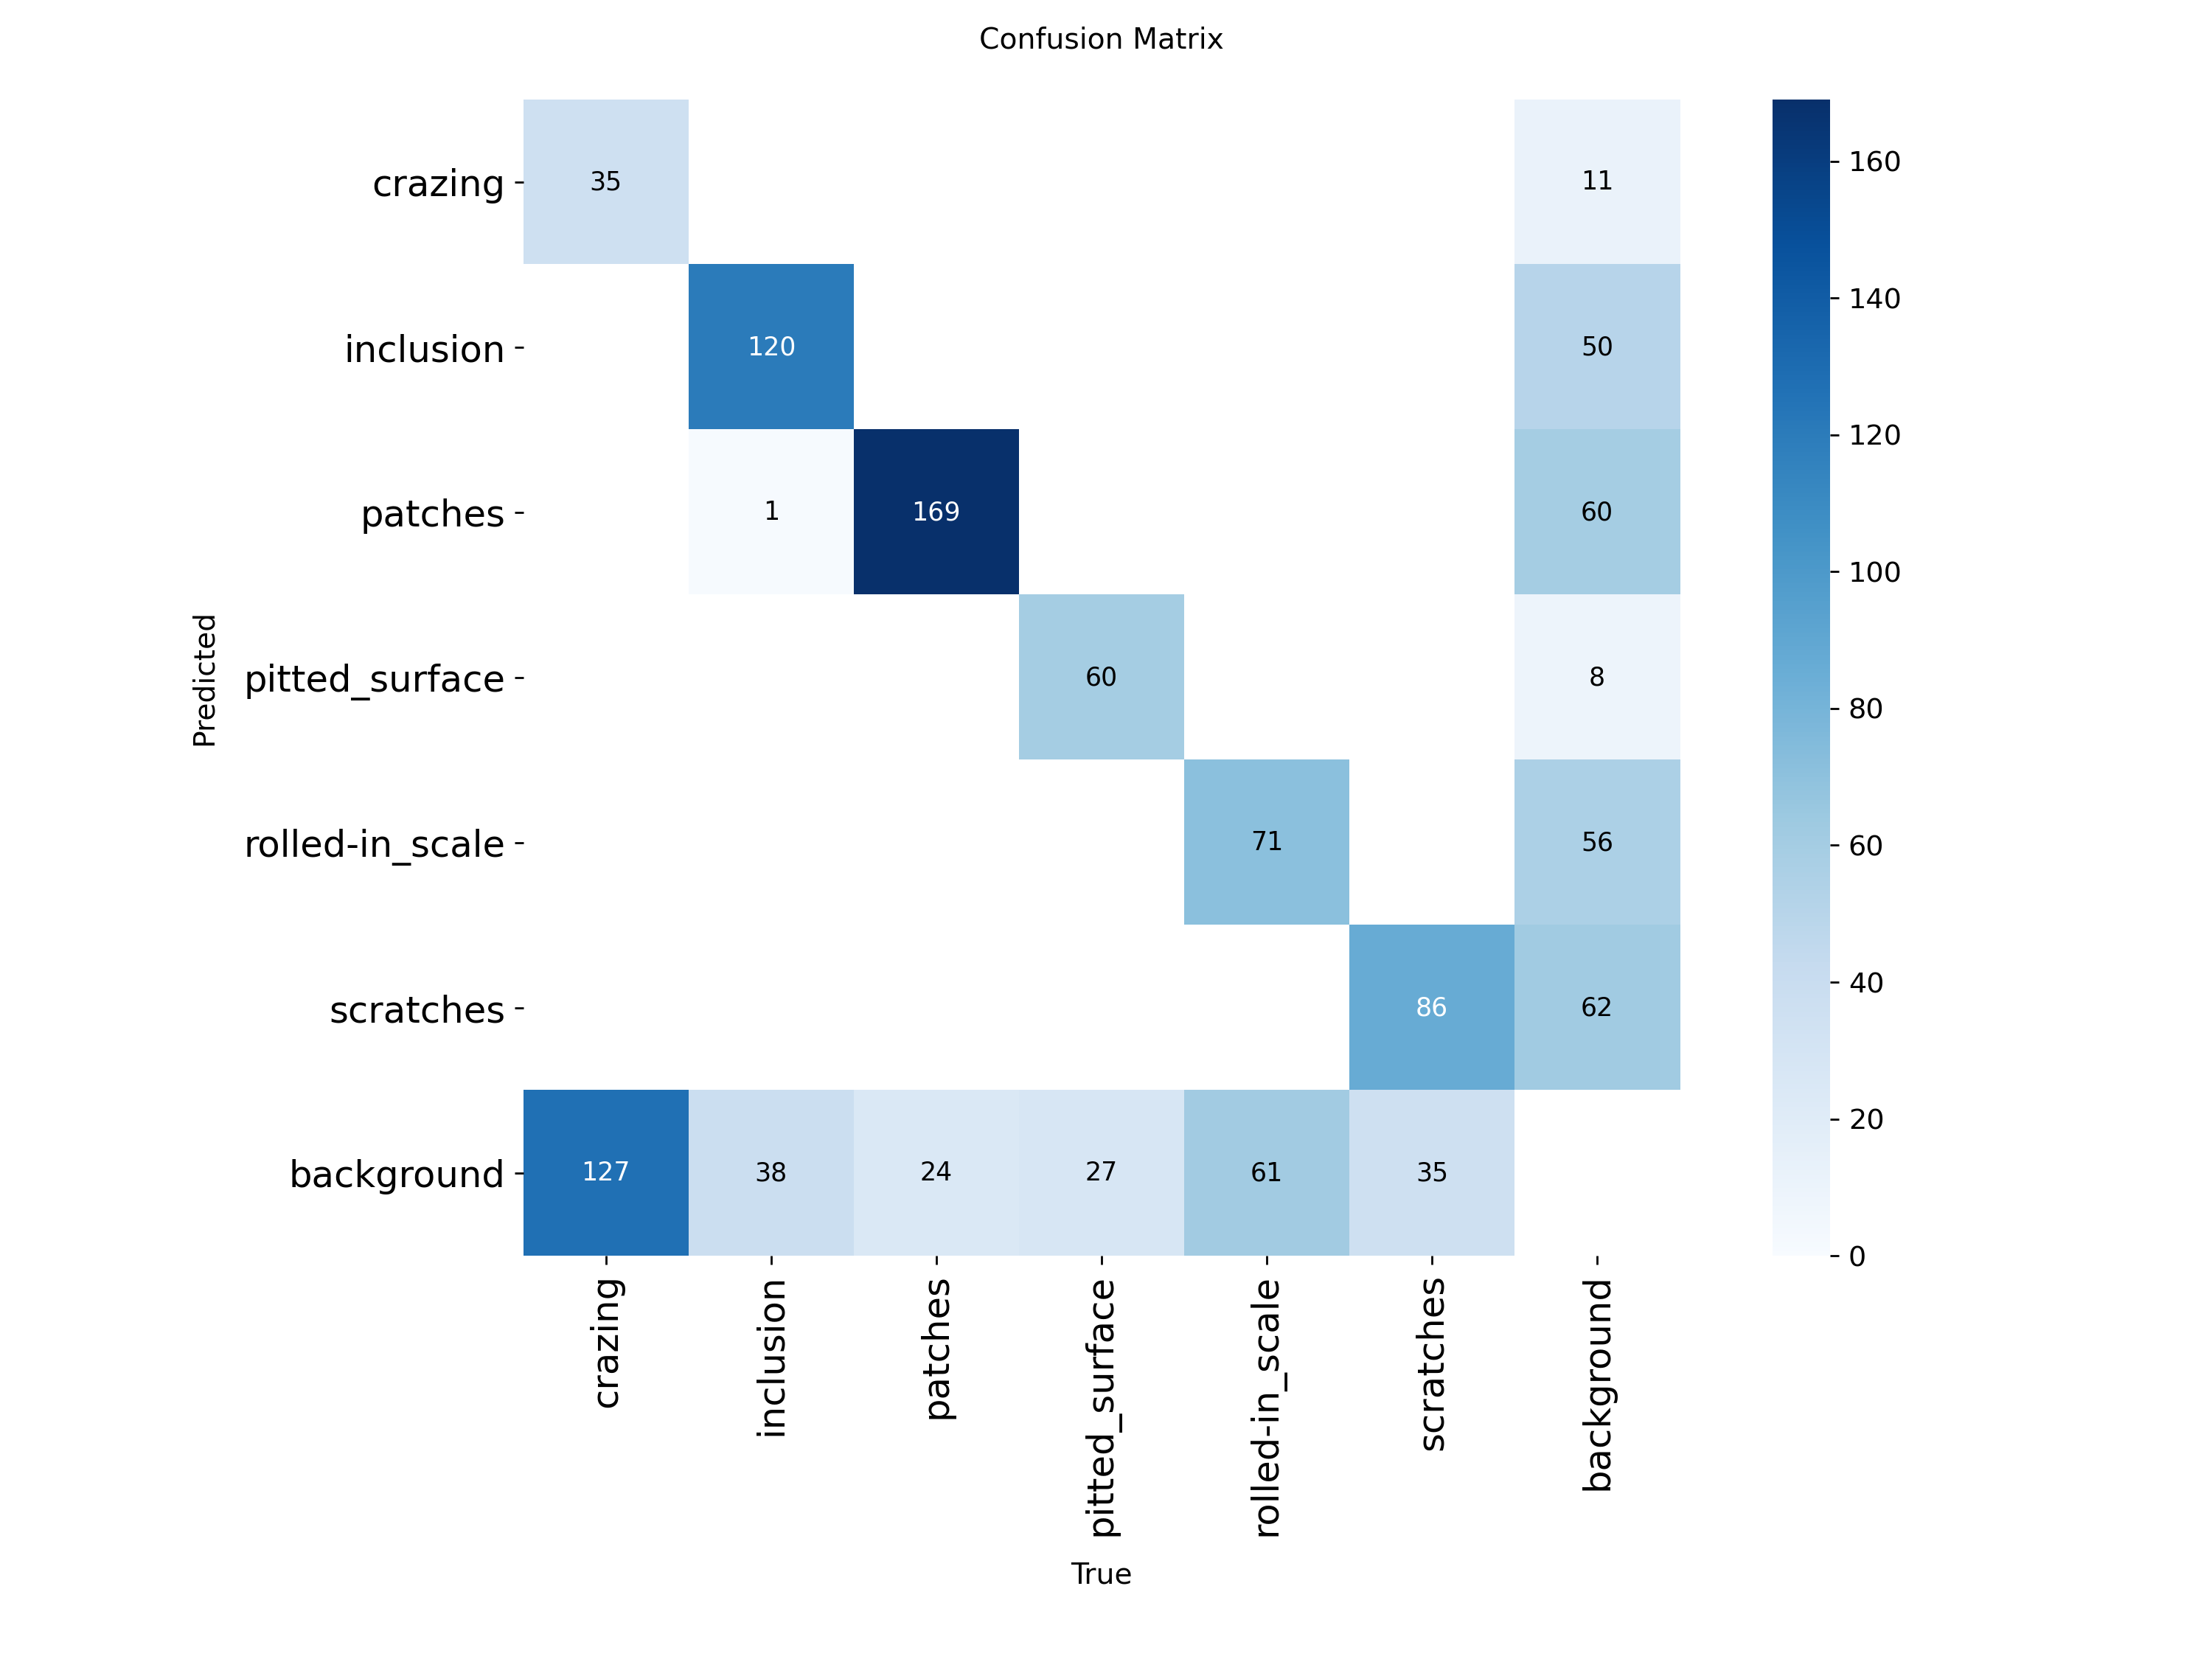 Confusion Matrix
Predicted
crazing
35
11
inclusion
120
50
patches
1
169
60
pitted_surface
60
8
rolled-in_scale
71
56
scratches
86
62
background
127
38
24
27
61
35
crazing
inclusion
patches
pitted_surface
rolled-in_scale
scratches
background
True
160
140
120
100
80
60
40
20
0